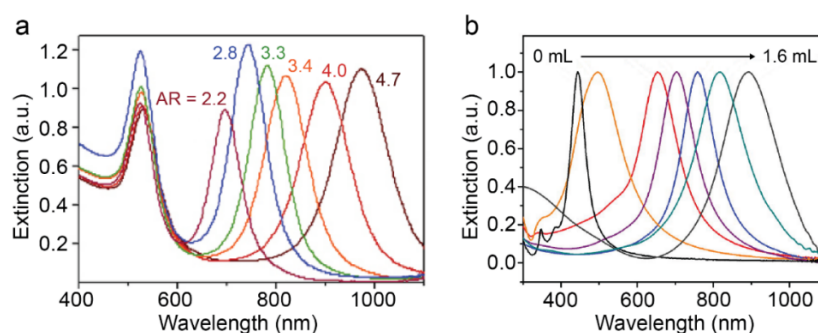 a
1.2
1.0
0.8
0.6
0.4
0.2
Extinction (a.u.)
AR = 2.2
2.8
3.3
3.4
4.0
4.7
400
600
800
1000
Wavelength (nm)
b
1.0
0.8
0.6
0.4
0.2
0.0
Extinction (a.u.)
0 mL
1.6 mL
400
600
800
1000
Wavelength (nm)